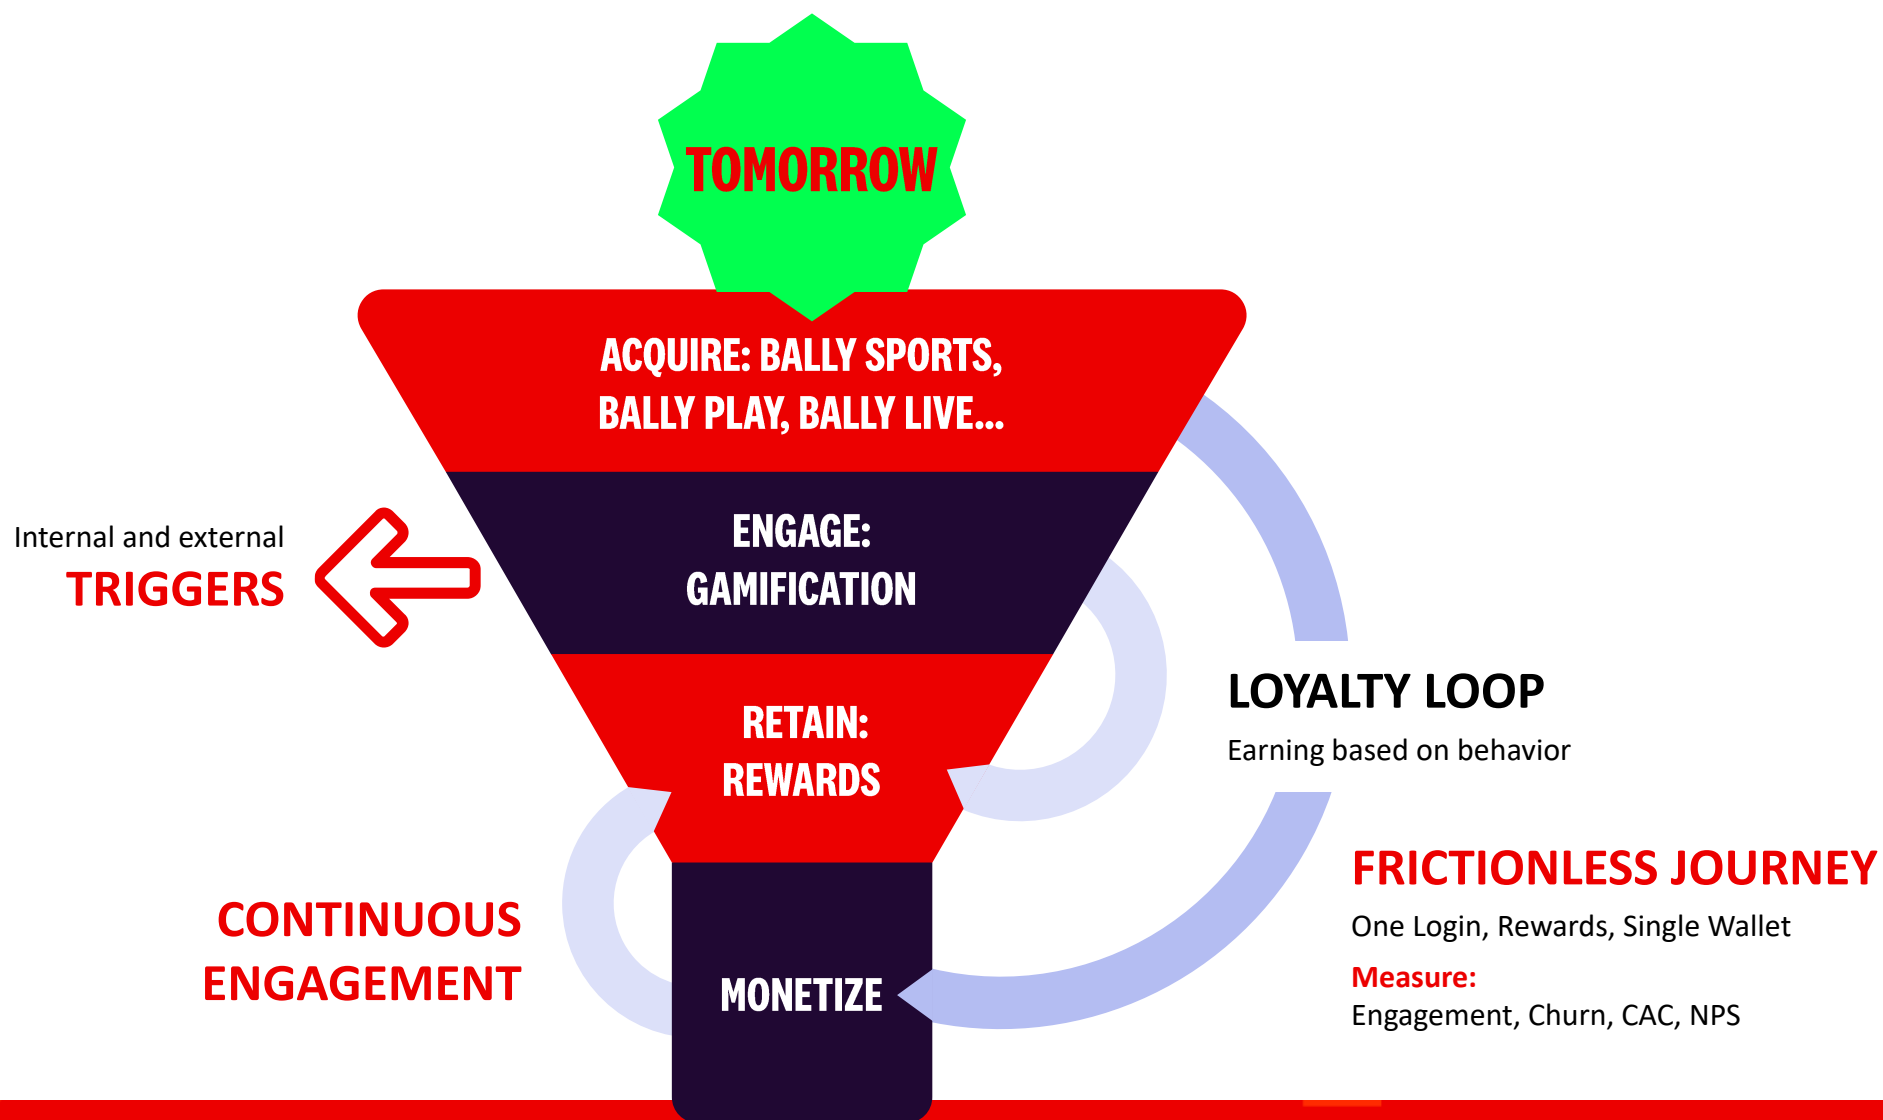 TOMORROW
ACQUIRE: BALLY SPORTS,
BALLY PLAY, BALLY LIVE...
ENGAGE:
GAMIFICATION
Internal and external
TRIGGERS
RETAIN:
REWARDS
LOYALTY LOOP
Earning based on behavior
CONTINUOUS
ENGAGEMENT
MONETIZE
FRICTIONLESS JOURNEY
One Login, Rewards, Single Wallet
Measure:
Engagement, Churn, CAC, NPS